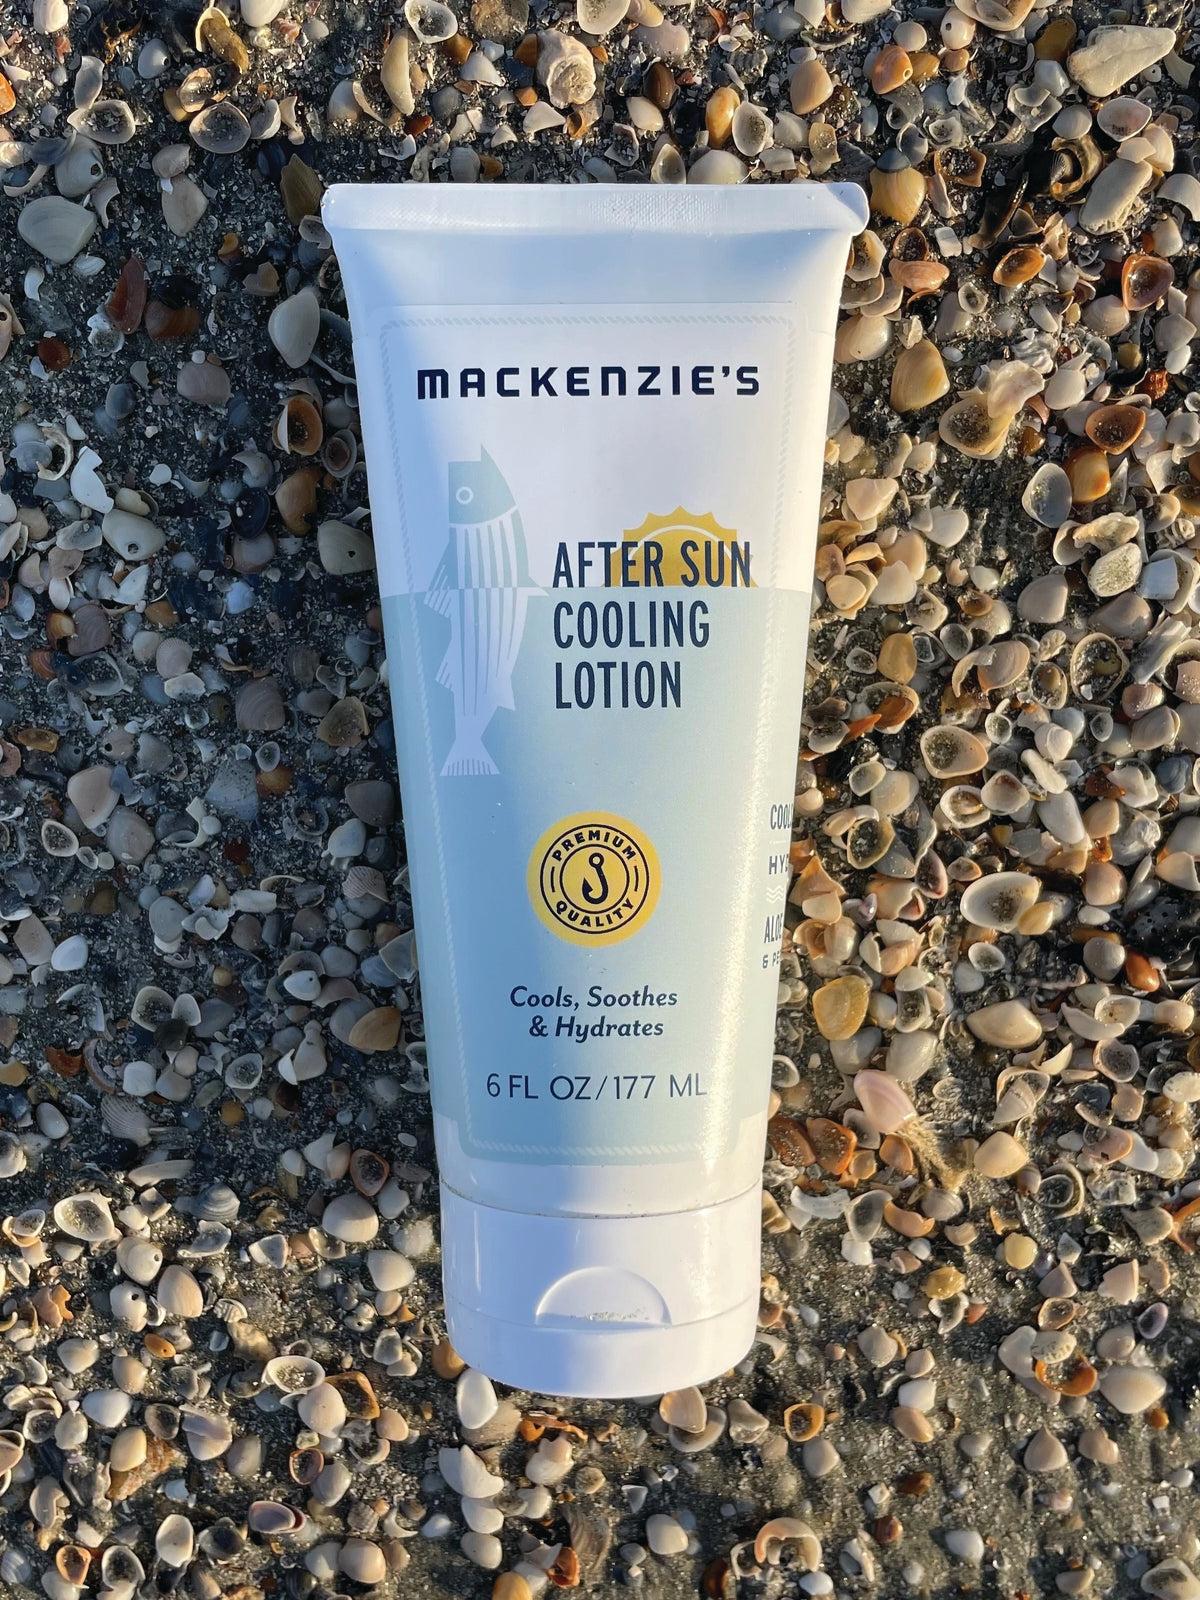 MACKENZIE'S
AFTER SUN
COOLING
LOTION
PREMIUM
QUALITY
Cools, Soothes
& Hydrates
6 FL OZ/177 ML